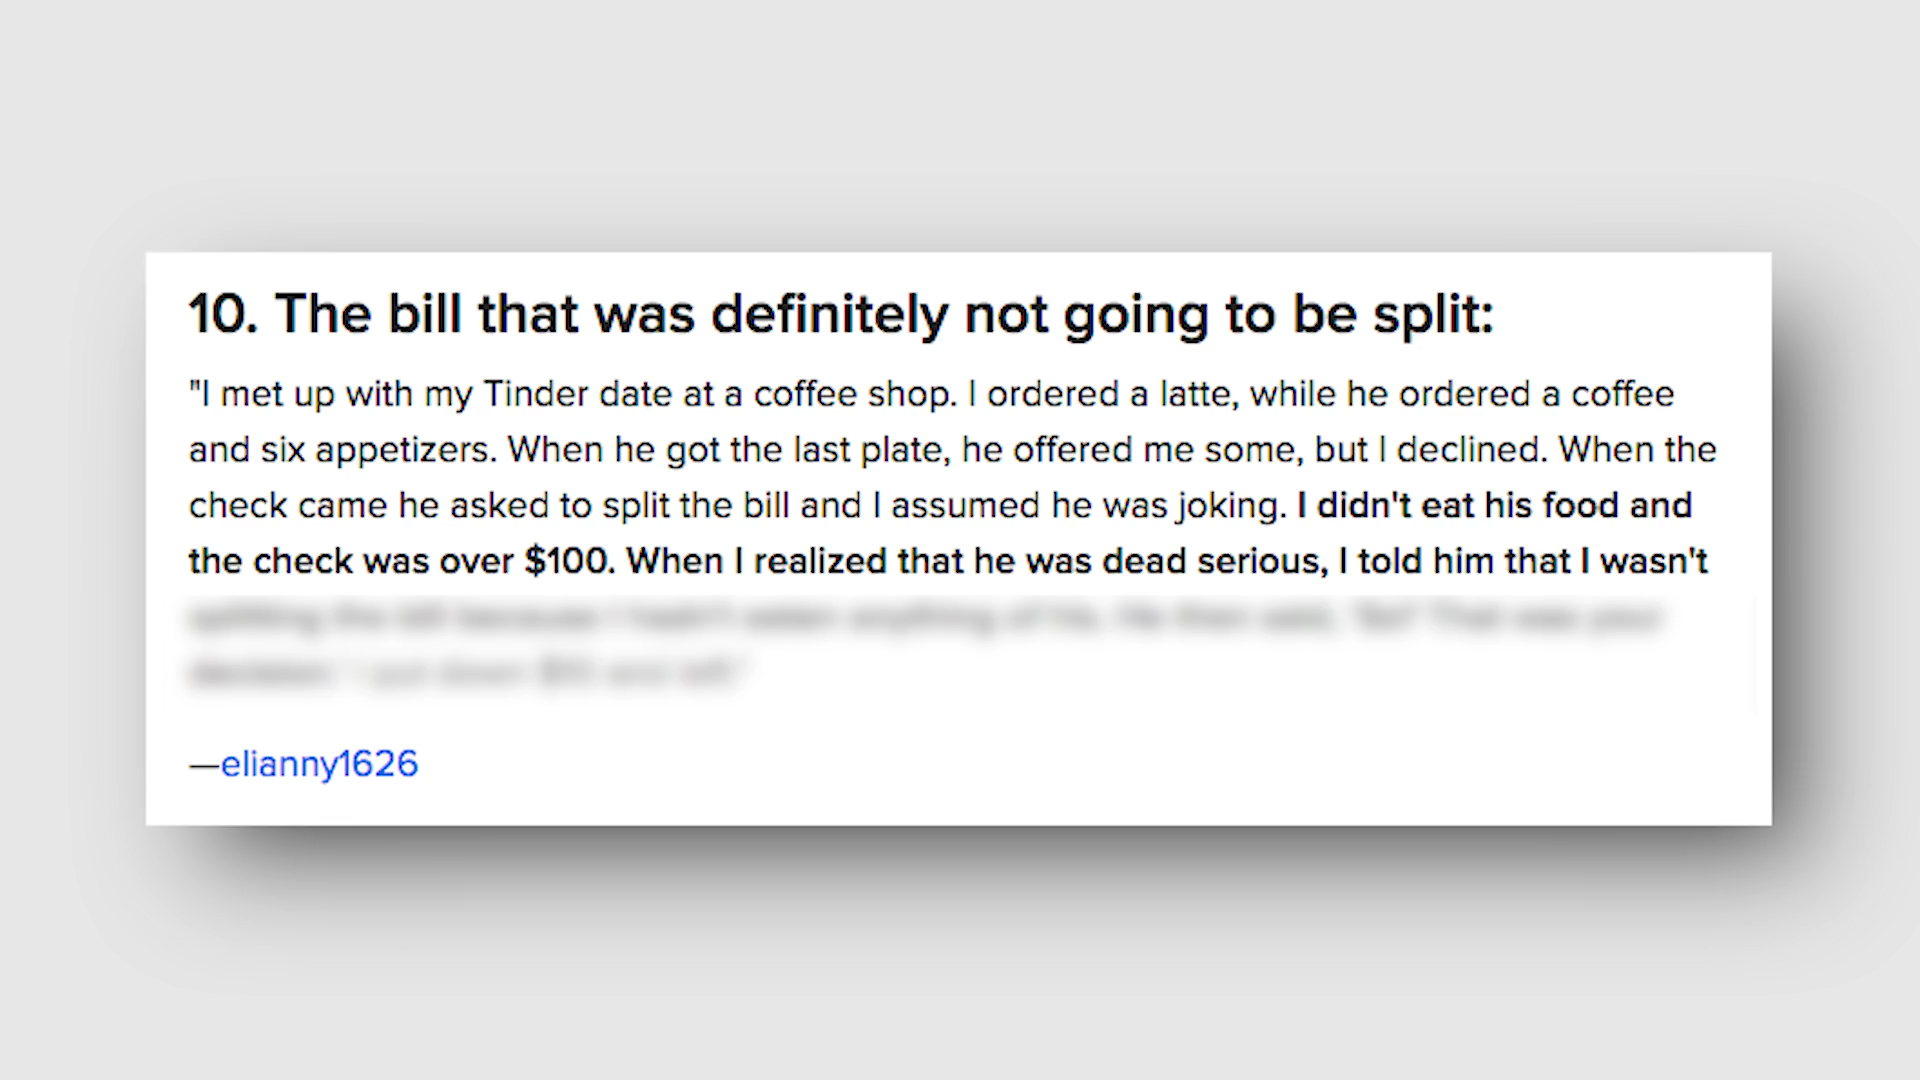 10. The bill that was definitely not going to be split:
"I met up with my Tinder date at a coffee shop. I ordered a latte, while he ordered a coffee
and six appetizers. When he got the last plate, he offered me some, but I declined. When the
check came he asked to split the bill and I assumed he was joking. I didn't eat his food and
the check was over $100. When I realized that he was dead serious, I told him that I wasn't
—elianny1626